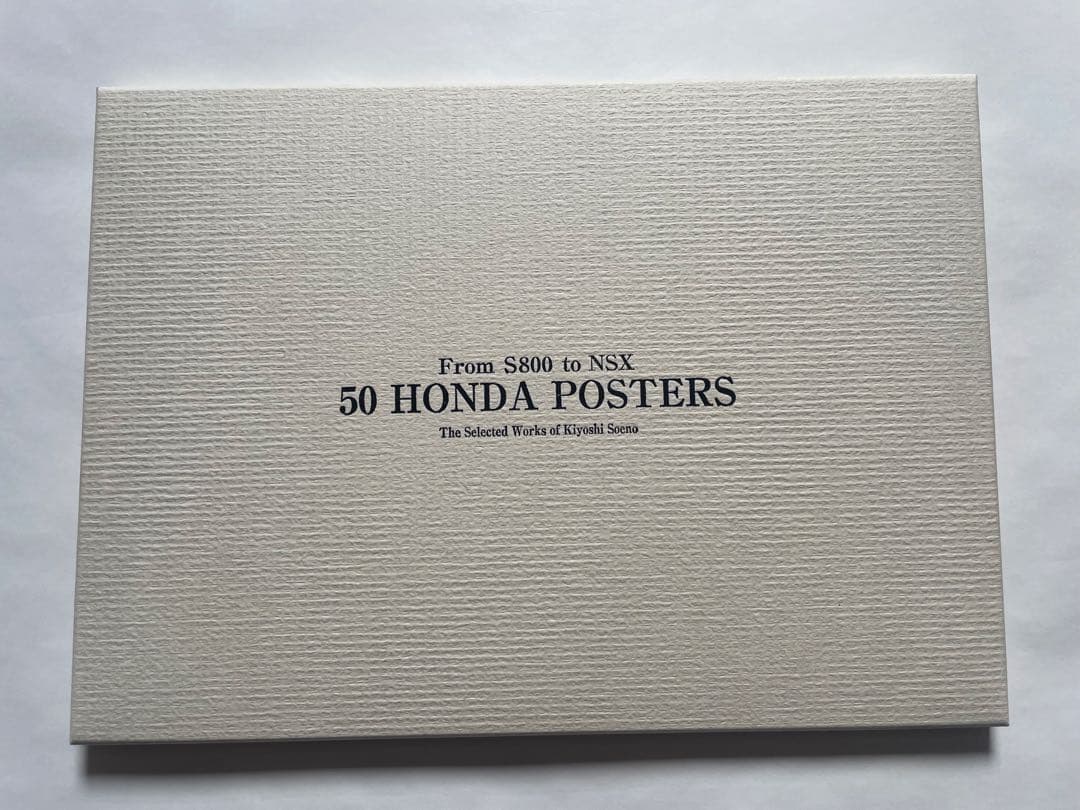 From S800 to NSX
50 HONDA POSTERS
The Selected Works of Kiyoshi Soeno